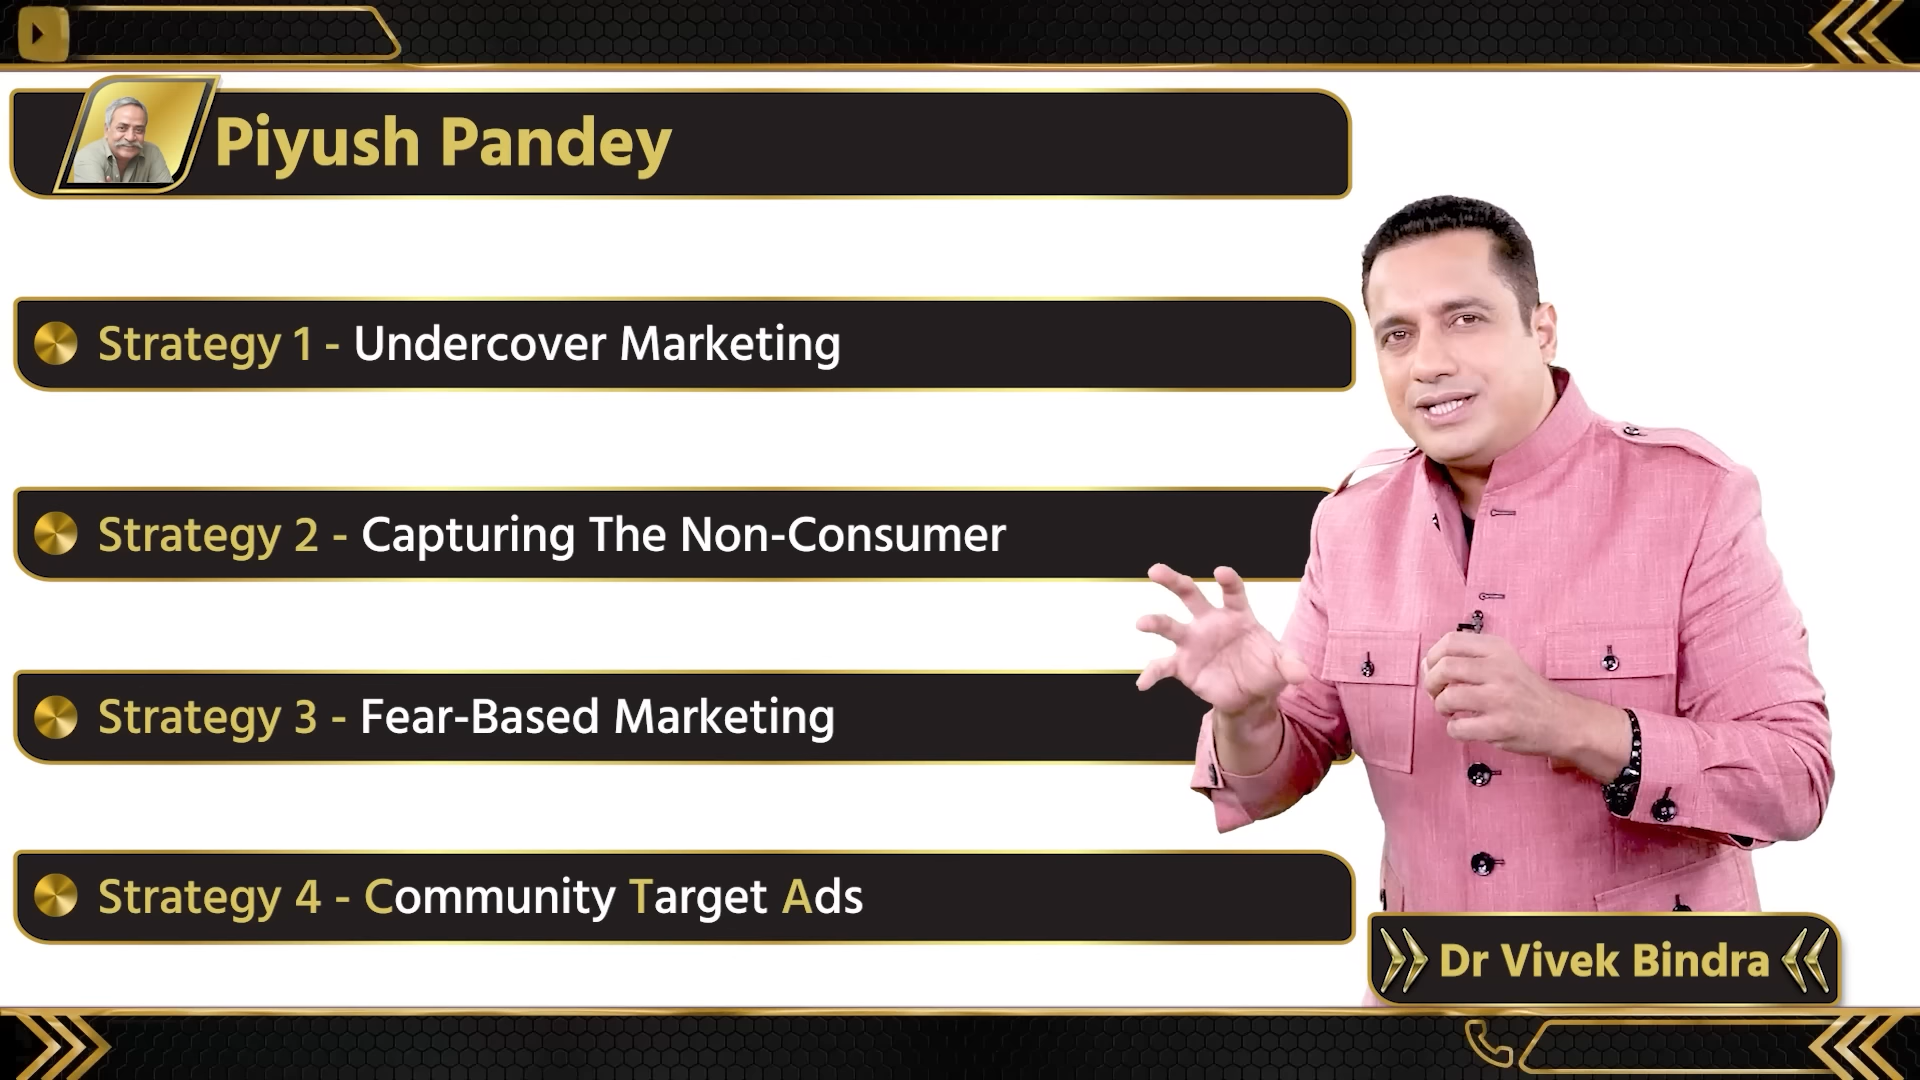 Piyush Pandey
Strategy 1 - Undercover Marketing
Strategy 2 - Capturing The Non-Consumer
Strategy 3 - Fear-Based Marketing
Strategy 4 - Community Target Ads
Dr Vivek Bindra